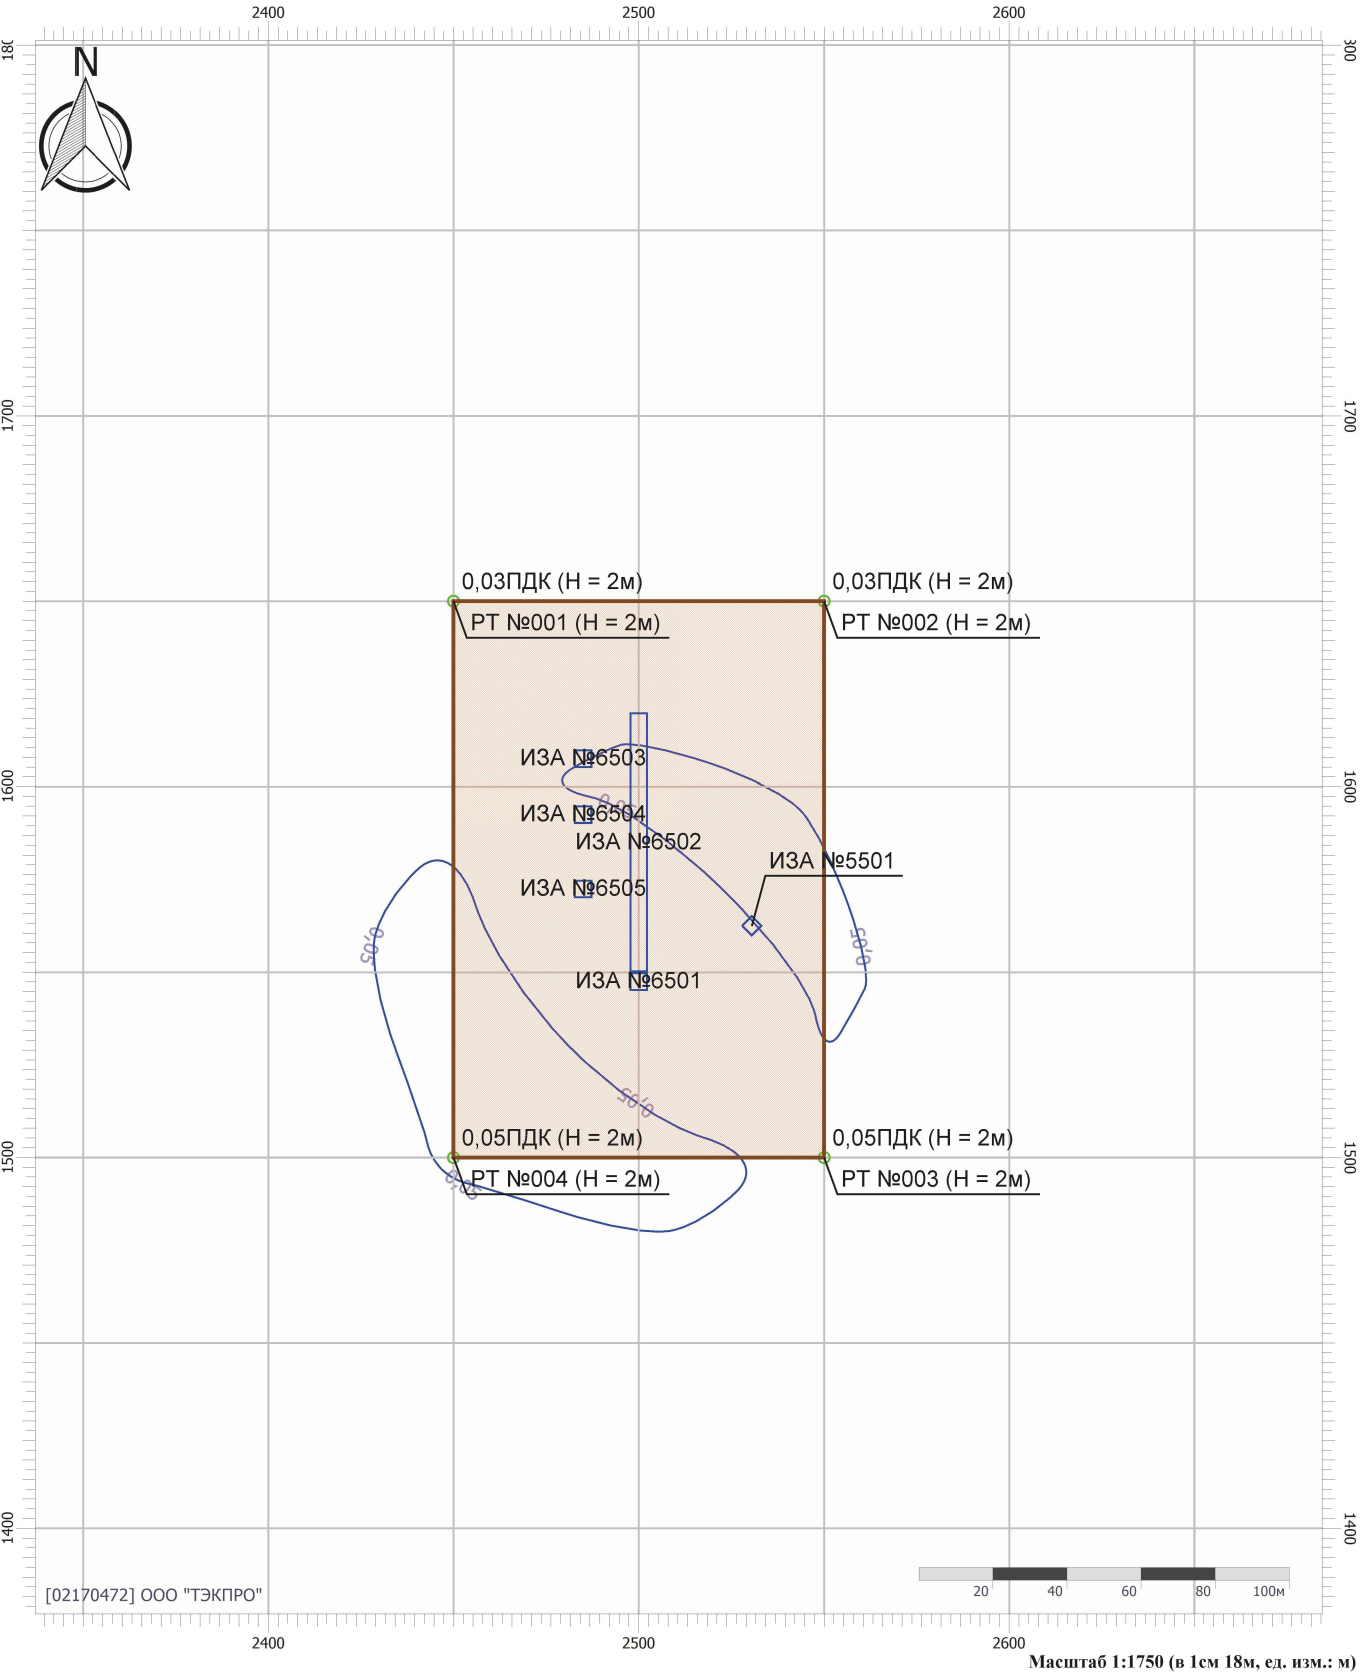 2400 2500 2600
N
1700 1700
0,03ПДК (H = 2м) 0,03ПДК (H = 2м)
РТ №001 (H = 2м) РТ №002 (H = 2м)
ИЗА №6503
1600 1600
ИЗА №6504
ИЗА №6502
ИЗА №5501
ИЗА №6505
0,05 0,05
ИЗА №6501
0,05
0,05ПДК (H = 2м) 0,05ПДК (H = 2м)
1500 1500
РТ №004 (H = 2м) РТ №003 (H = 2м)
1400 1400
20 40 60 80 100м
[02170472] ООО "ТЭКПРО"
2400 2500 2600
Масштаб 1:1750 (в 1см 18м, ед. изм.: м)